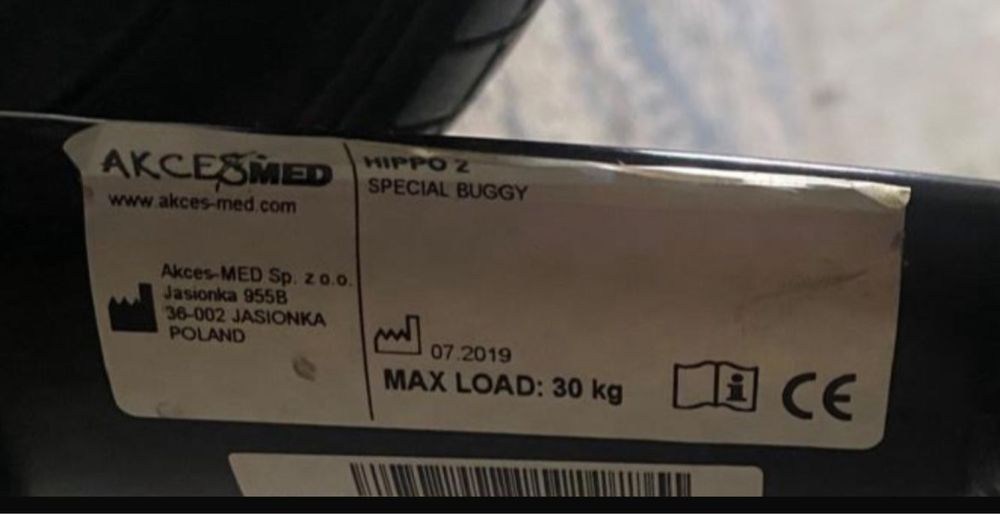 AKCESMED
www.akces-med.com
Akces-MED Sp. z o.o.
Jasionka 955B
36-002 JASIONKA
POLAND
HIPPO 2
SPECIAL BUGGY
07.2019
MAX LOAD: 30 kg
CE